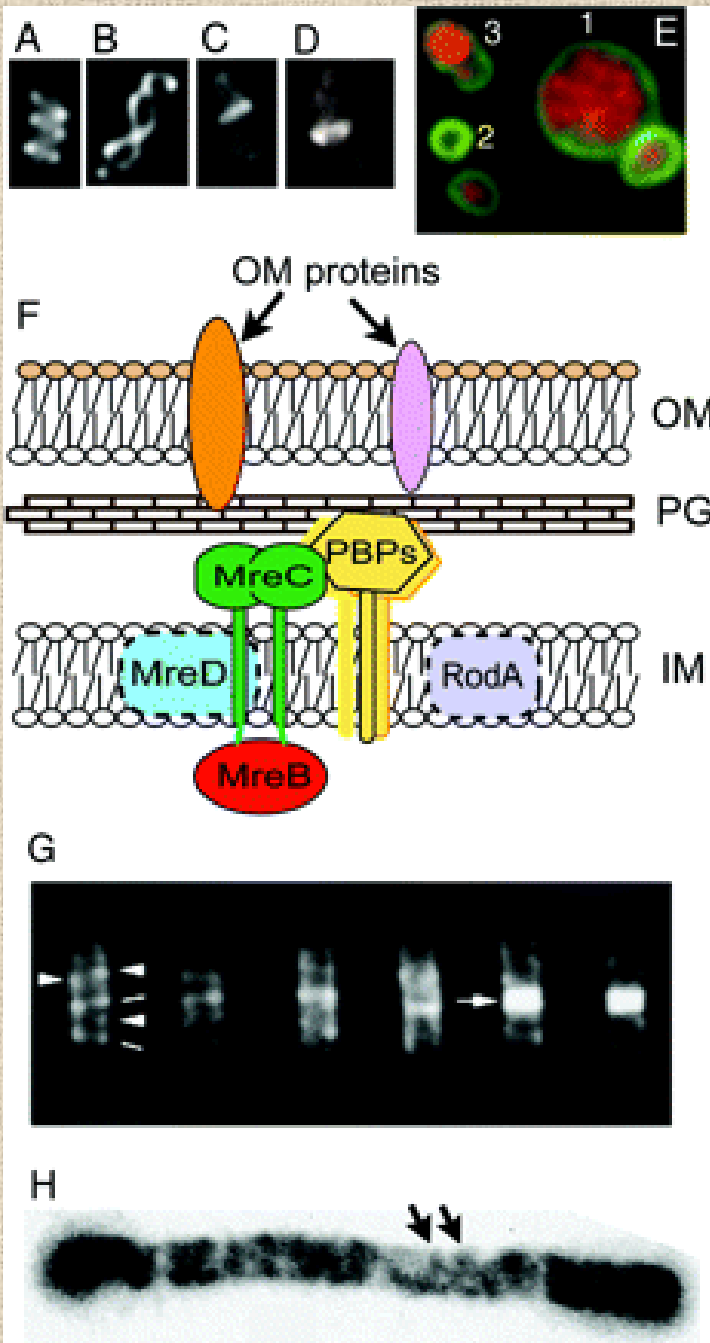 A B C D
3 1 E
2
OM proteins
F
OM
PG
PBPs
MreC
MreD RodA IM
MreB
G
H